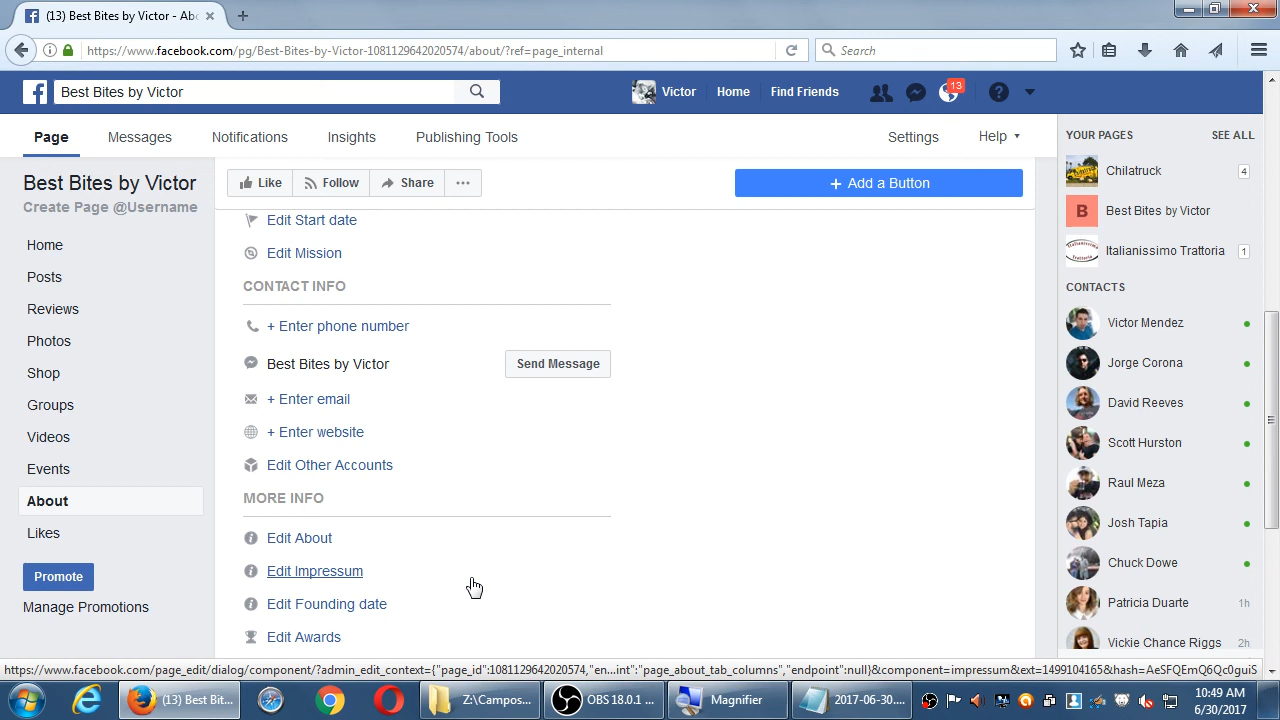 (13) Best Bites by Victor - Abo
https://www.facebook.com/pg/Best-Bites-by-Victor-1081129642020574/about/?ref=page_internal
Search
Best Bites by Victor
Victor
Home
Find Friends
13
Page
Messages
Notifications
Insights
Publishing Tools
Settings
Help
Best Bites by Victor
Create Page @Username
Home
Posts
Reviews
Photos
Shop
Groups
Videos
Events
About
Likes
Promote
Manage Promotions
Like
Follow
Share
+ Add a Button
Edit Start date
Edit Mission
CONTACT INFO
+ Enter phone number
Best Bites by Victor
Send Message
+ Enter email
+ Enter website
Edit Other Accounts
MORE INFO
Edit About
Edit Impressum
Edit Founding date
Edit Awards
YOUR PAGES
SEE ALL
Chilatruck
4
B
Best Bites by Victor
Italianissimo Trattoria
1
CONTACTS
Victor Mendez
Jorge Corona
David Reeves
Scott Hurston
Raul Meza
Josh Tapia
Chuck Dowe
Patricia Duarte
1h
Vickie Chance Riggs
2h
https://www.facebook.com/page_edit/dialog/component/?admin_edit_context={"page_id":1081129642020574,"en...int":"page_about_tab_columns","endpoint":null}&component=impressum&ext=1499104165&hash=AeSFQEmQ6Qc0guiS
(13) Best Bit...
Z:\Campos...
OBS 18.0.1 ...
Magnifier
2017-06-30....
10:49 AM
6/30/2017